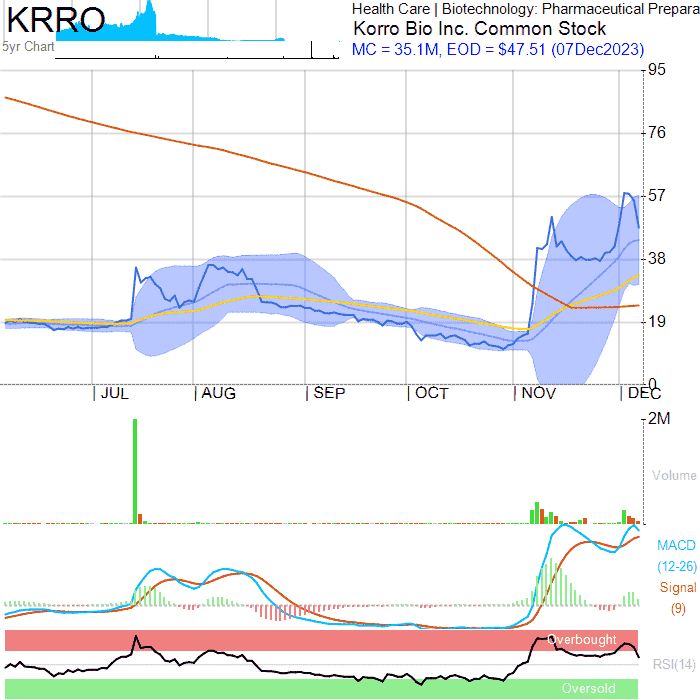 KRRO
5yr Chart
Health Care | Biotechnology: Pharmaceutical Prepara
Korro Bio Inc. Common Stock
MC = 35.1M, EOD = $47.51 (07Dec2023)
95
76
57
38
19
0
JUL AUG SEP OCT NOV DEC
2M
Volume
MACD
(12-26)
Signal
(9)
Overbought
RSI(14)
Oversold